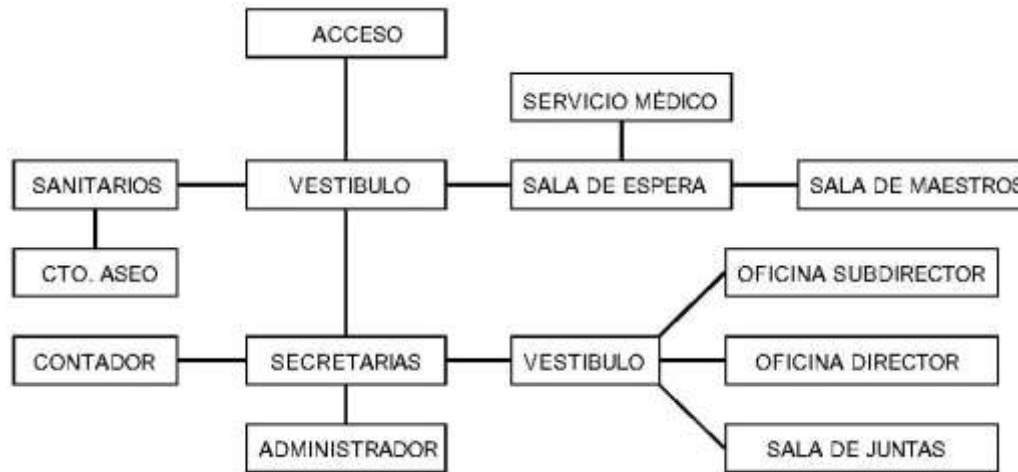 ACCESO
SERVICIO MÉDICO
SANITARIOS
VESTIBULO
SALA DE ESPERA
SALA DE MAESTROS
CTO. ASEO
OFICINA SUBDIRECTOR
CONTADOR
SECRETARIAS
VESTIBULO
OFICINA DIRECTOR
ADMINISTRADOR
SALA DE JUNTAS